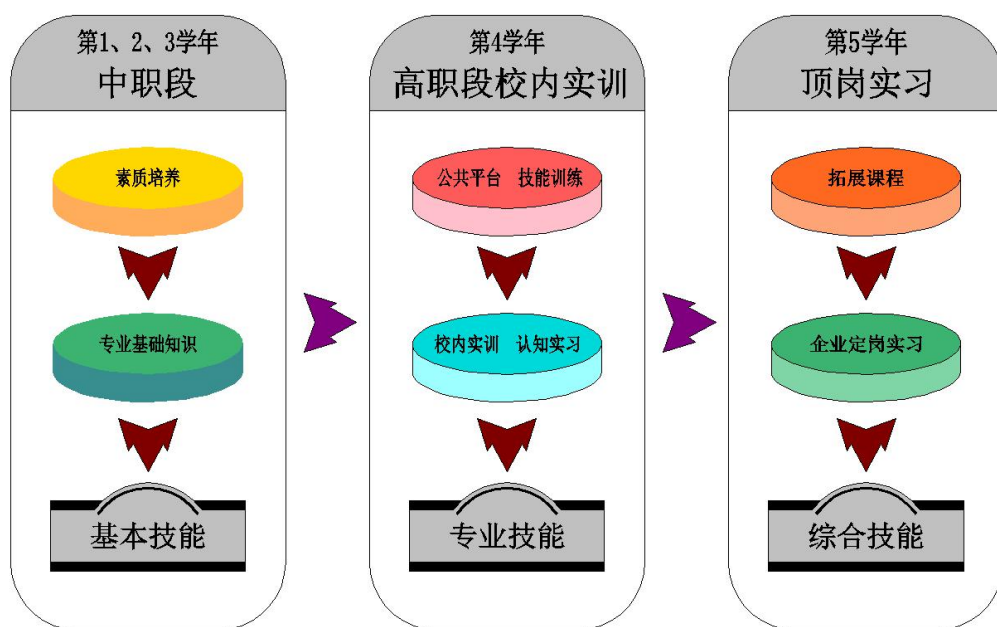 第1、2、3学年
中职段
素质培养
专业基础知识
基本技能
第4学年
高职段校内实训
公共平台 技能训练
校内实训 认知实习
专业技能
第5学年
顶岗实习
拓展课程
企业定岗实习
综合技能